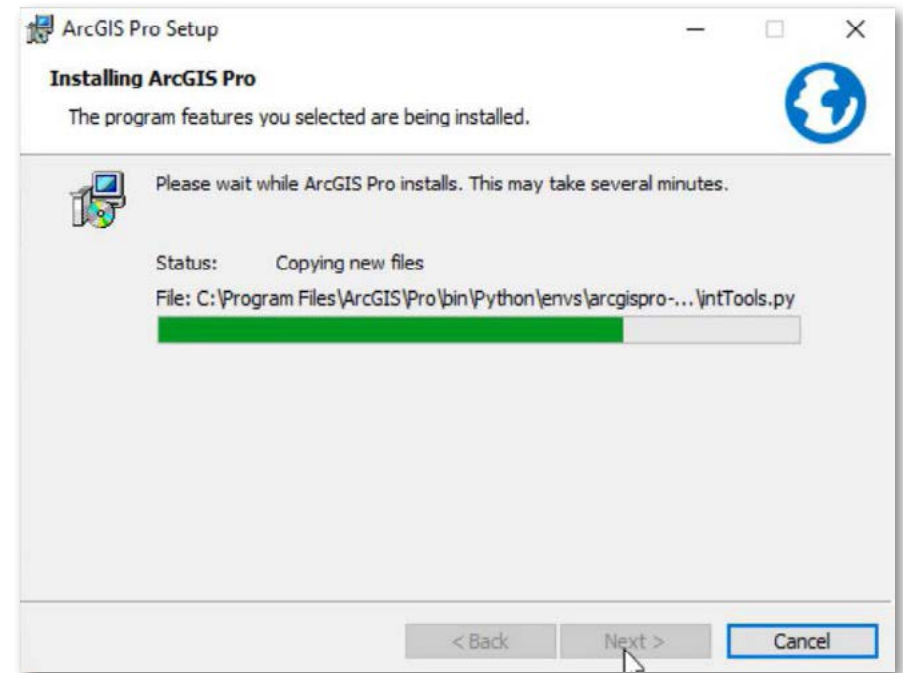 ArcGIS Pro Setup
Installing ArcGIS Pro
The program features you selected are being installed.
Please wait while ArcGIS Pro installs. This may take several minutes.
Status: Copying new files
File: C:\Program Files\ArcGIS\Pro\bin\Python\envs\arcgispro-...\intTools.py
< Back Next > Cancel